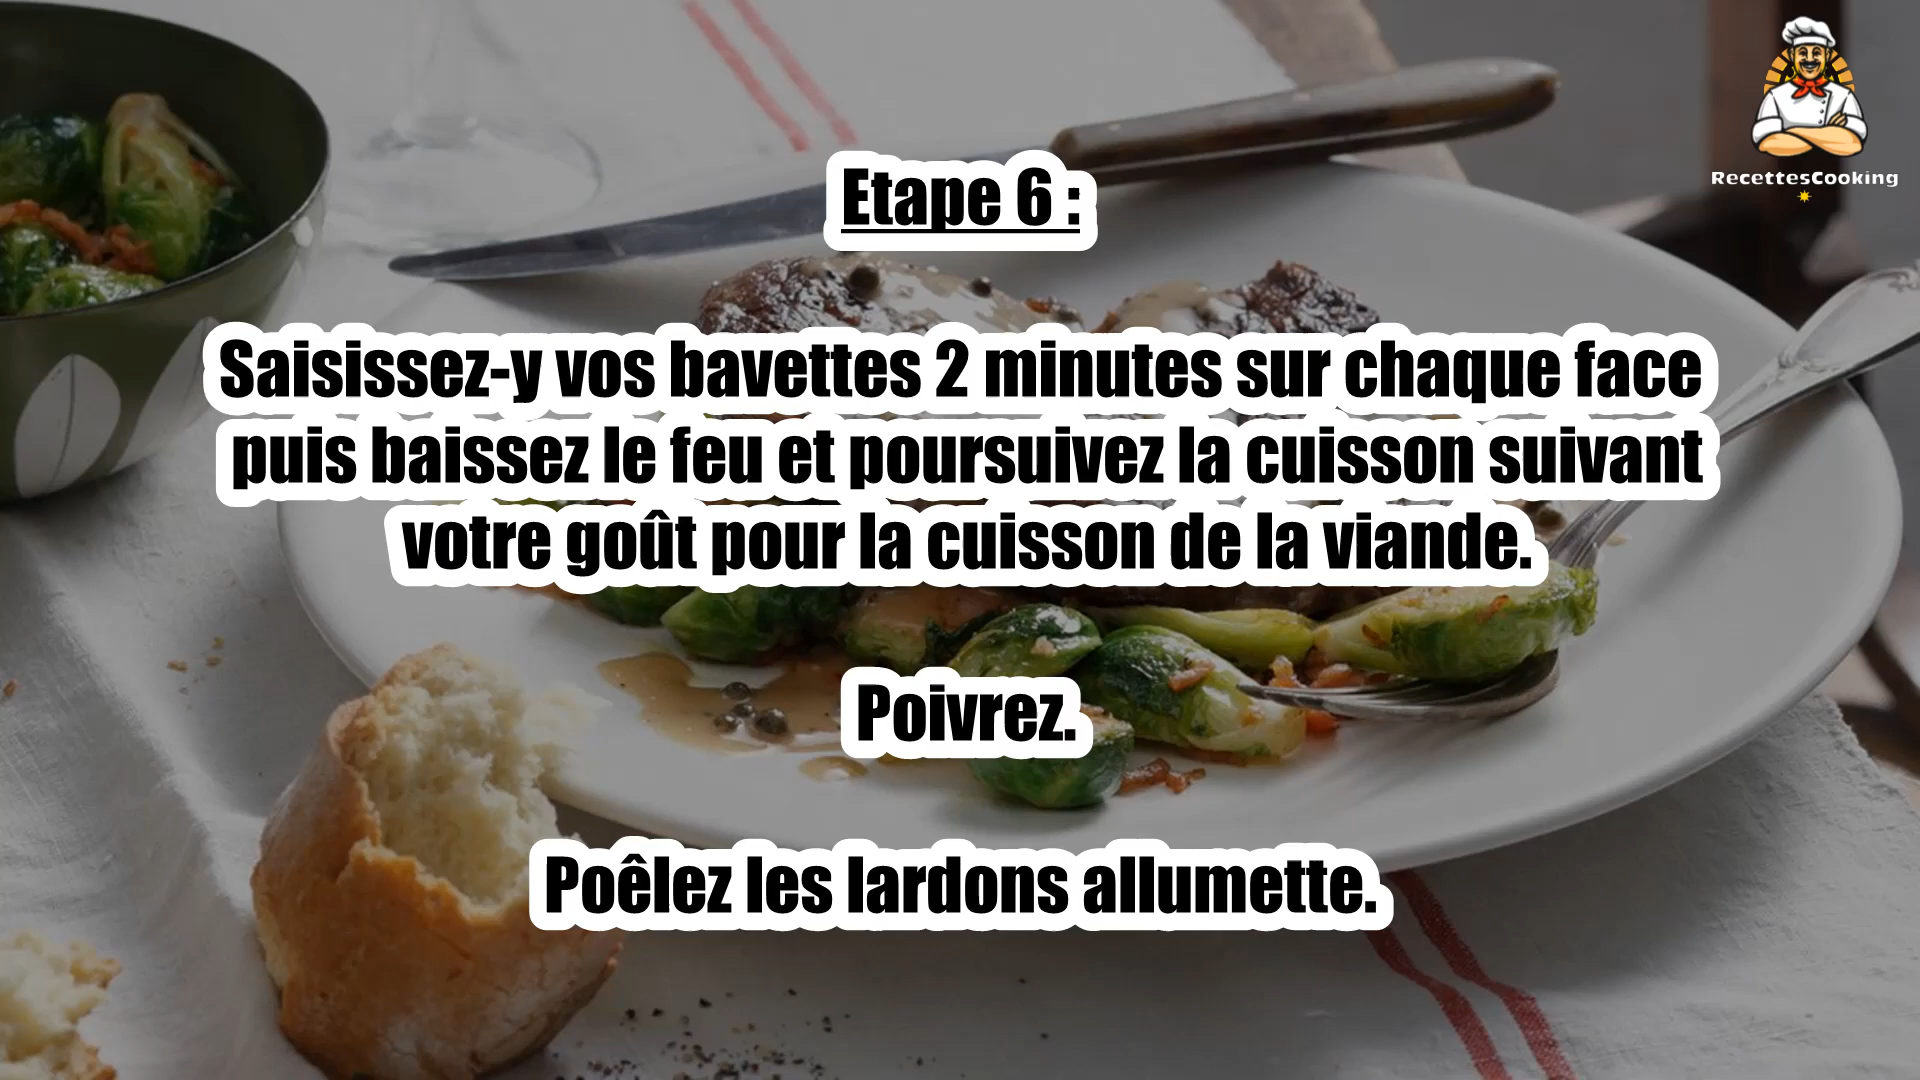 RecettesCooking
Etape 6 :
Saisissez-y vos bavettes 2 minutes sur chaque face
puis baissez le feu et poursuivez la cuisson suivant
votre goût pour la cuisson de la viande.
Poivrez.
Poêlez les lardons allumette.